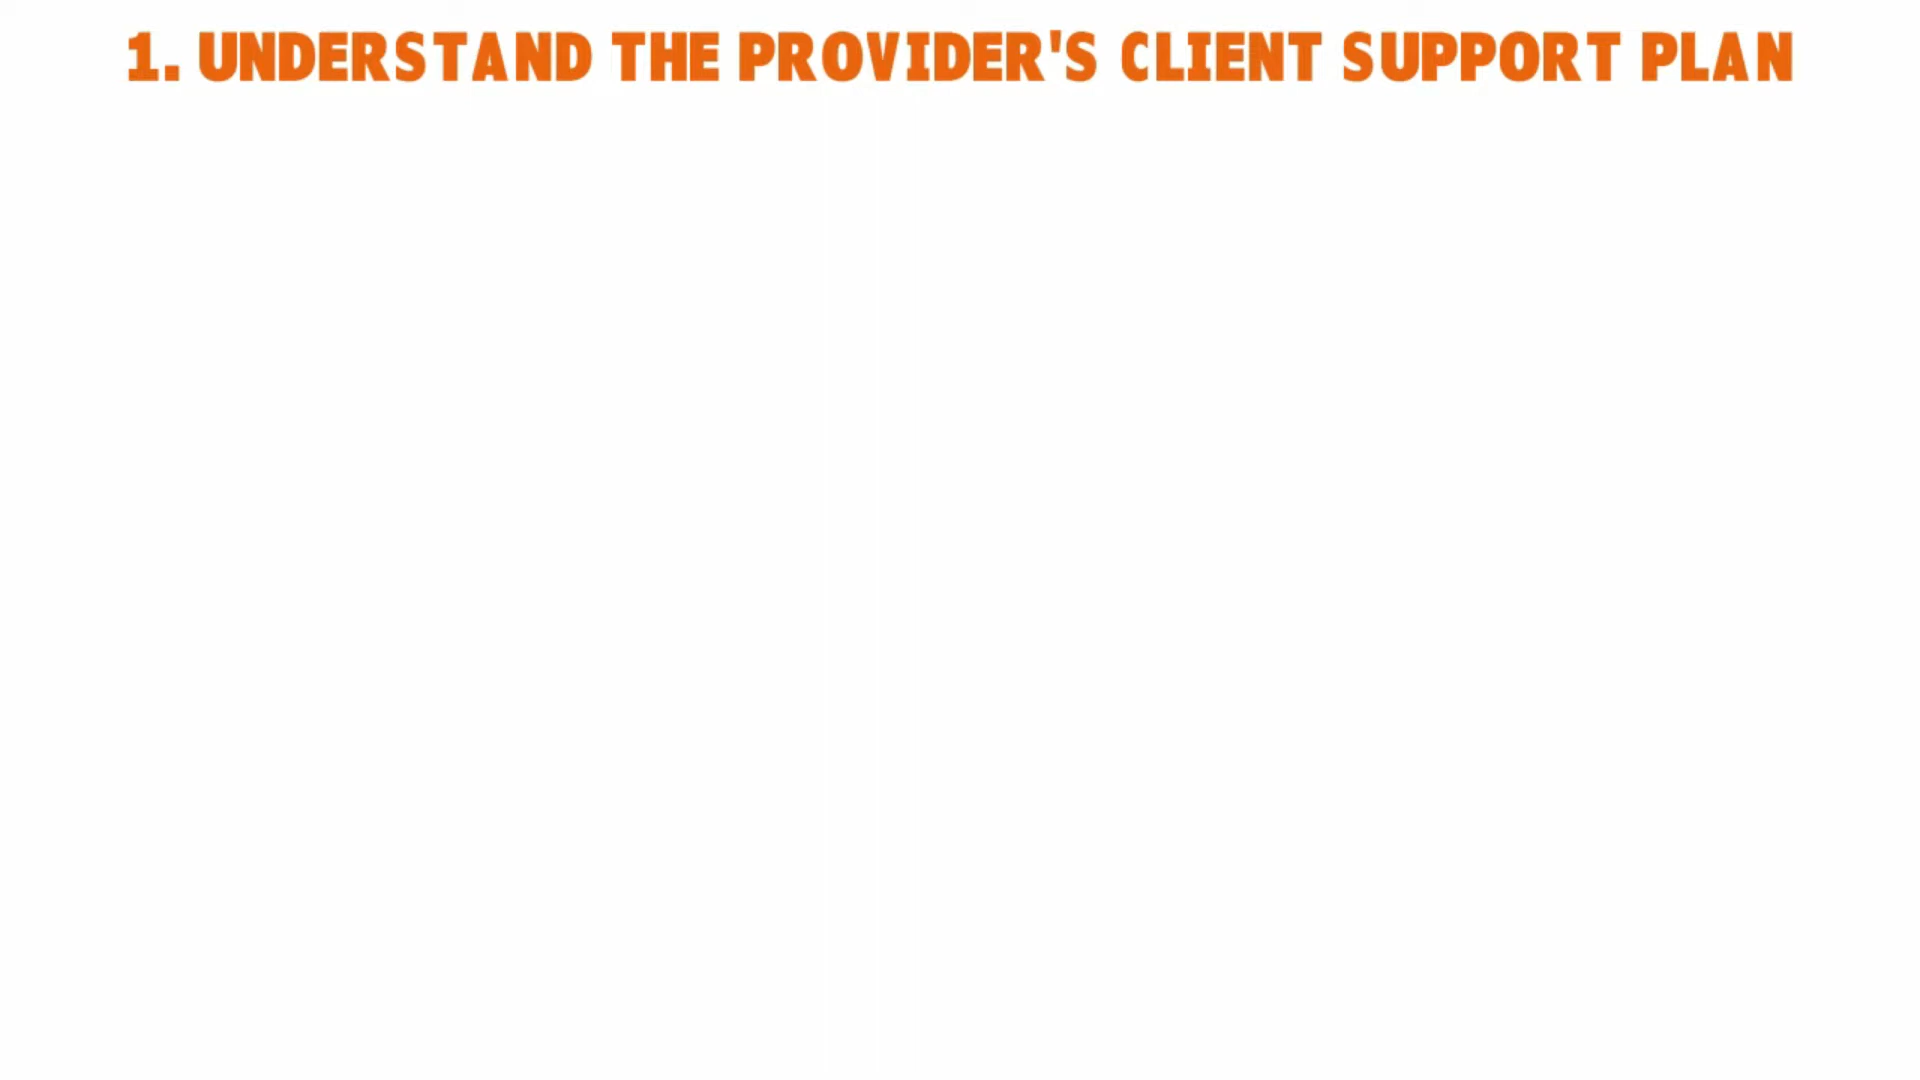 1. UNDERSTAND THE PROVIDER'S CLIENT SUPPORT PLAN